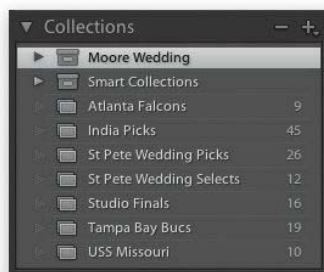 Collections
Moore Wedding
Smart Collections
Atlanta Falcons 9
India Picks 45
St Pete Wedding Picks 26
St Pete Wedding Selects 12
Studio Finals 16
Tampa Bay Bucs 19
USS Missouri 10